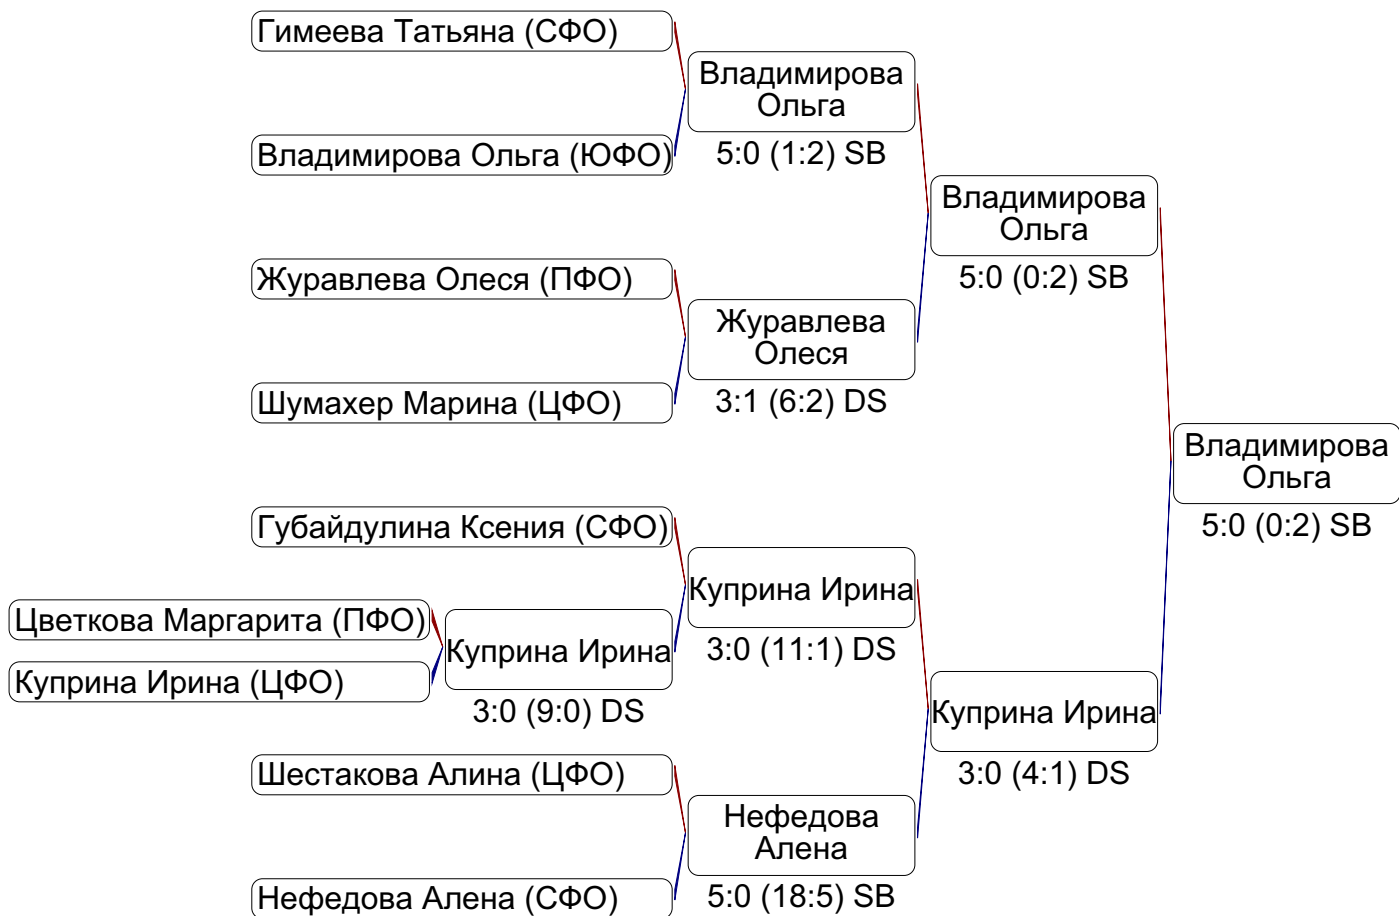 Гимеева Татьяна (СФО)
Владимирова
Ольга
5:0 (1:2) SB
Владимирова Ольга (ЮФО)
Владимирова
Ольга
5:0 (0:2) SB
Журавлева Олеся (ПФО)
Журавлева
Олеся
3:1 (6:2) DS
Шумахер Марина (ЦФО)
Владимирова
Ольга
5:0 (0:2) SB
Губайдулина Ксения (СФО)
Куприна Ирина
3:0 (11:1) DS
Цветкова Маргарита (ПФО)
Куприна Ирина (ЦФО)
Куприна Ирина
3:0 (9:0) DS
Куприна Ирина
3:0 (4:1) DS
Шестакова Алина (ЦФО)
Нефедова
Алена
5:0 (18:5) SB
Нефедова Алена (СФО)